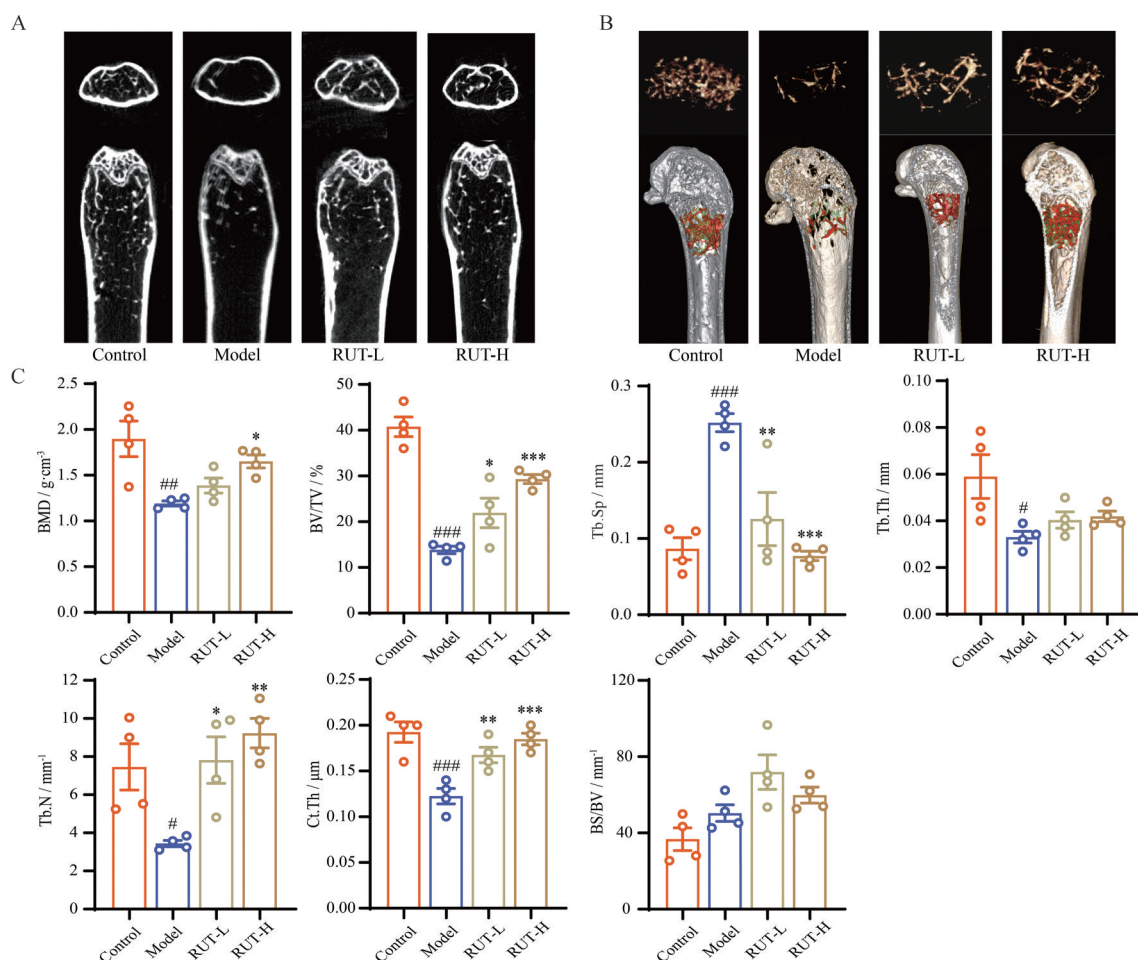 A
B
Control Model RUT-L RUT-H
Control Model RUT-L RUT-H
C
BMD / g·cm⁻³
2.5
2.0
1.5
1.0
0.5
0.0
##
*
Control Model RUT-L RUT-H
BV/TV / %
50
40
30
20
10
0
###
*
***
Control Model RUT-L RUT-H
Tb.Sp / mm
0.3
0.2
0.1
0.0
###
**
***
Control Model RUT-L RUT-H
Tb.Th / mm
0.10
0.08
0.06
0.04
0.02
0.00
#
Control Model RUT-L RUT-H
Tb.N / mm⁻¹
12
10
8
6
4
2
0
#
*
**
Control Model RUT-L RUT-H
Ct.Th / μm
0.25
0.20
0.15
0.10
0.05
0.00
###
**
***
Control Model RUT-L RUT-H
BS/BV / mm⁻¹
120
80
40
0
Control Model RUT-L RUT-H